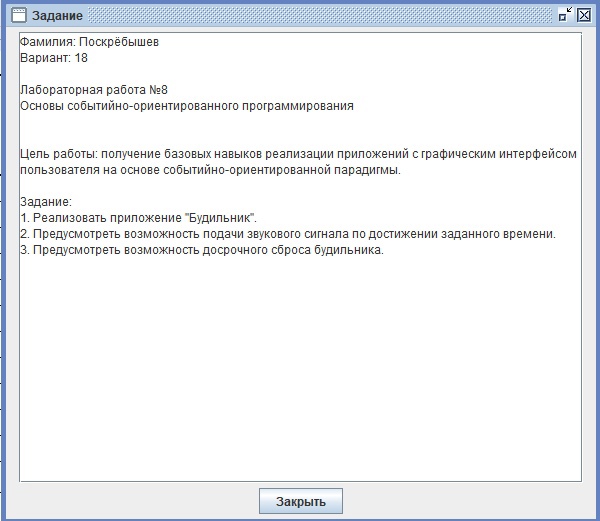 Задание
Фамилия: Поскрёбышев
Вариант: 18
Лабораторная работа №8
Основы событийно-ориентированного программирования
Цель работы: получение базовых навыков реализации приложений с графическим интерфейсом
пользователя на основе событийно-ориентированной парадигмы.
Задание:
1. Реализовать приложение "Будильник".
2. Предусмотреть возможность подачи звукового сигнала по достижении заданного времени.
3. Предусмотреть возможность досрочного сброса будильника.
Закрыть